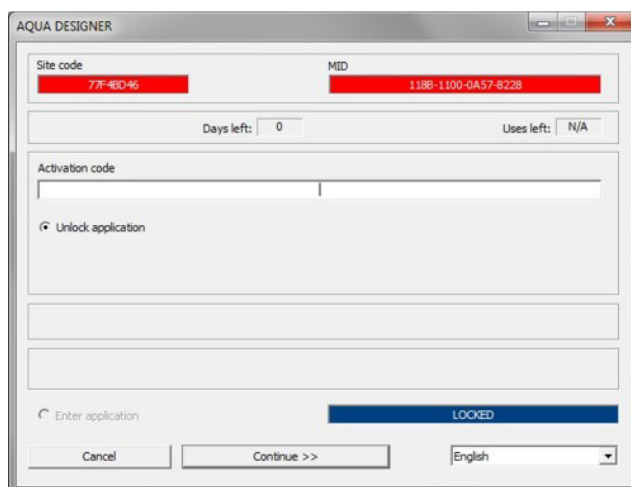 AQUA DESIGNER
Site code
MID
77F4BD46
118B-1100-0A57-8228
Days left: 0
Uses left: N/A
Activation code
Unlock application
Enter application
LOCKED
Cancel
Continue >>
English